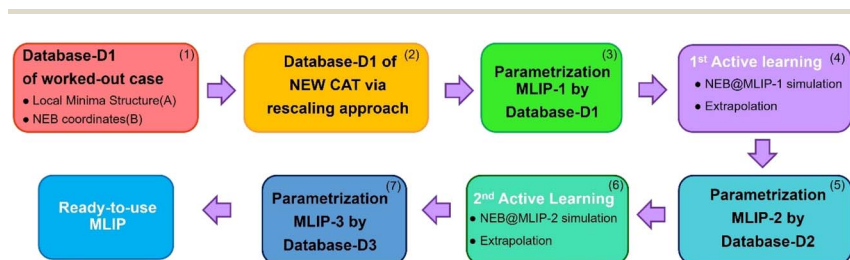 Database-D1 (1)
of worked-out case
● Local Minima Structure(A)
● NEB coordinates(B)
(2)
Database-D1 of
NEW CAT via
rescaling approach
(3)
Parametrization
MLIP-1 by
Database-D1
1st Active learning (4)
● NEB@MLIP-1 simulation
● Extrapolation
(5)
Parametrization
MLIP-2 by
Database-D2
(6)
2nd Active Learning
● NEB@MLIP-2 simulation
● Extrapolation
(7)
Parametrization
MLIP-3 by
Database-D3
Ready-to-use
MLIP